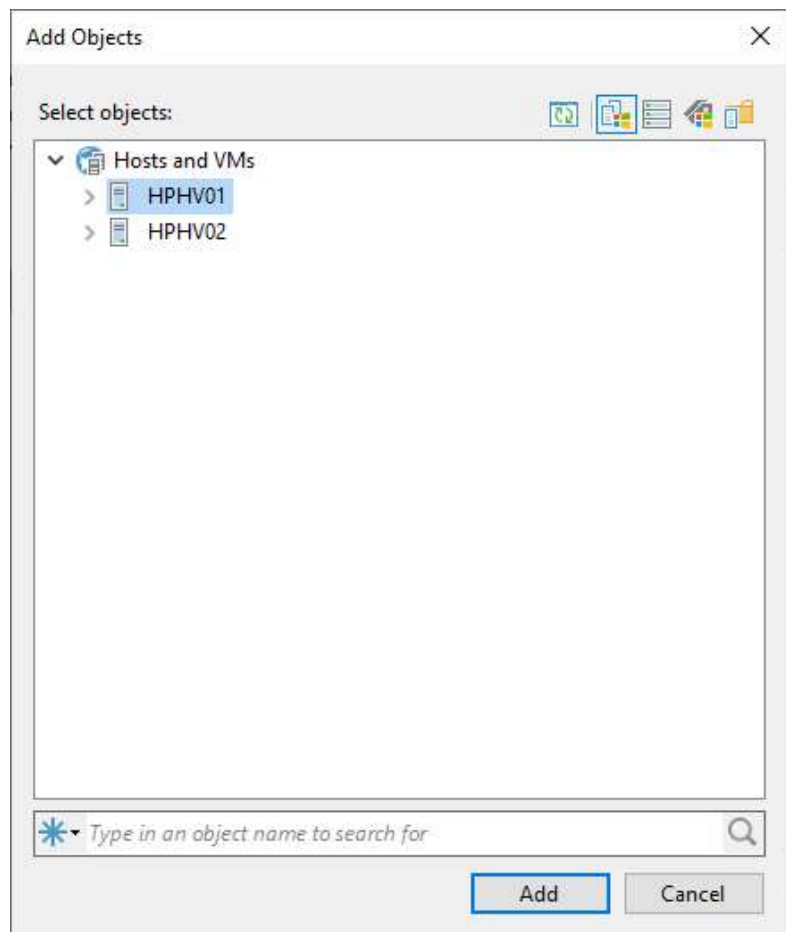 Add Objects
Select objects:
Hosts and VMs
HPHV01
HPHV02
Type in an object name to search for
Add
Cancel